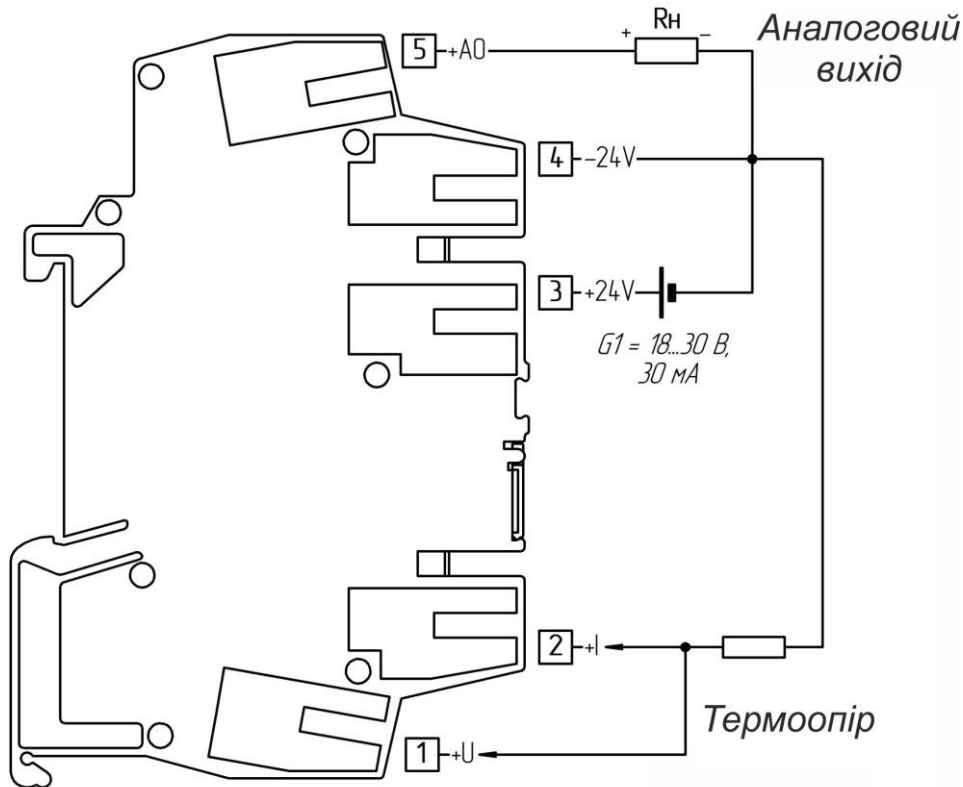 5 +AO + Rн − Аналоговий
вихід
4 −24V
3 +24V
G1 = 18...30 В,
30 мА
2 +I
Термоопір
1 +U